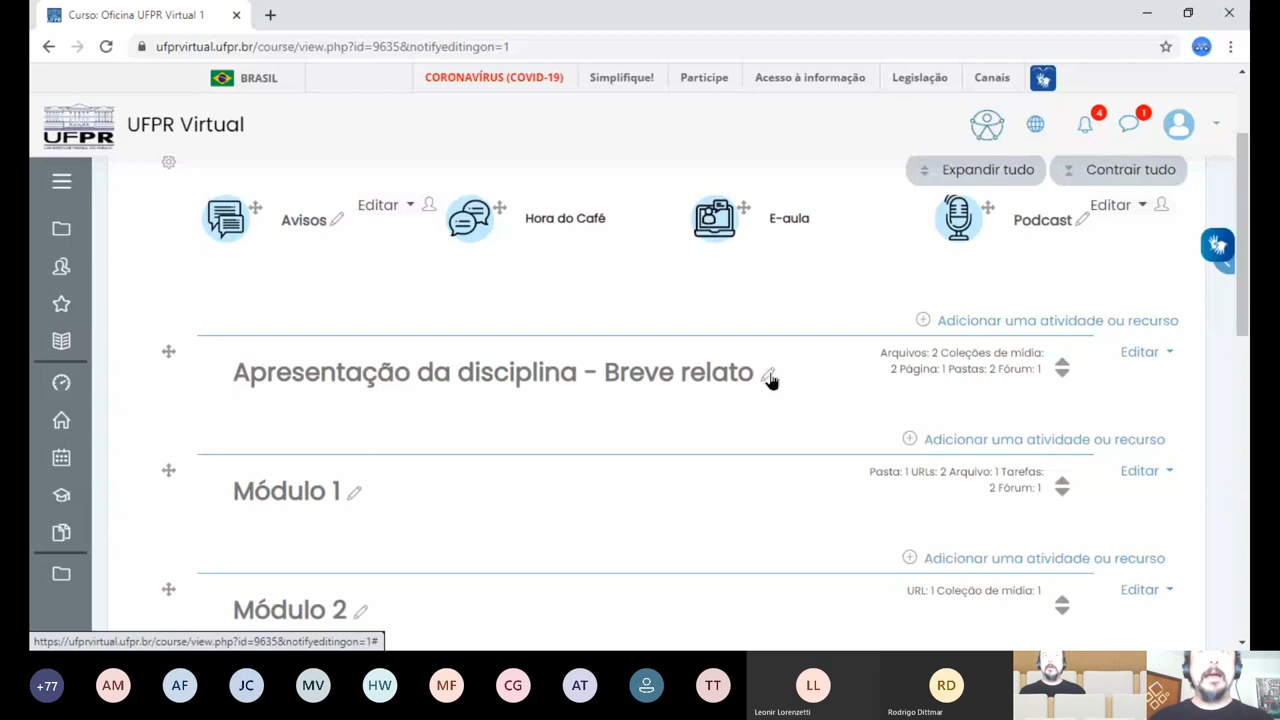 Curso: Oficina UFPR Virtual 1
ufprvirtual.ufpr.br/course/view.php?id=9635&notifyeditingon=1
BRASIL
CORONAVÍRUS (COVID-19)
Simplifique!
Participe
Acesso à informação
Legislação
Canais
UFPR
UFPR Virtual
4
1
Expandir tudo
Contrair tudo
Avisos
Editar
Hora do Café
E-aula
Podcast
Editar
Adicionar uma atividade ou recurso
Apresentação da disciplina - Breve relato
Arquivos: 2 Coleções de mídia:
2 Página: 1 Pastas: 2 Fórum: 1
Editar
Adicionar uma atividade ou recurso
Módulo 1
Pasta: 1 URLs: 2 Arquivo: 1 Tarefas:
2 Fórum: 1
Editar
Adicionar uma atividade ou recurso
Módulo 2
URL: 1 Coleção de mídia: 1
Editar
https://ufprvirtual.ufpr.br/course/view.php?id=9635&notifyeditingon=1#
+77
AM
AF
JC
MV
HW
MF
CG
AT
TT
LL
Leonir Lorenzetti
RD
Rodrigo Dittmar